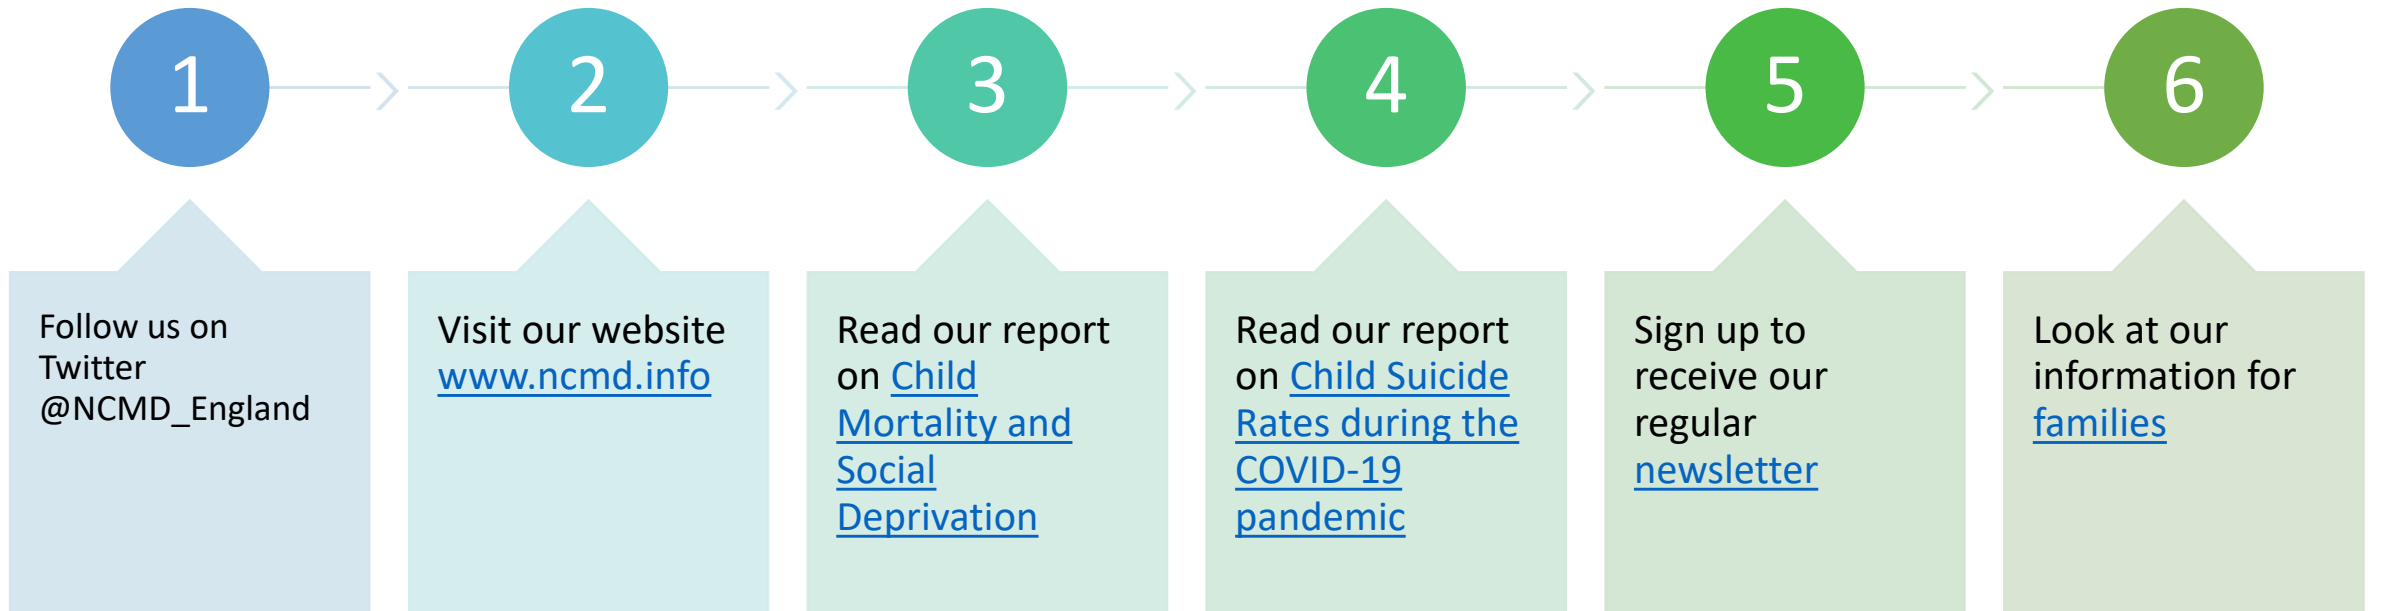 1
2
3
4
5
6
Follow us on
Twitter
@NCMD_England
Visit our website
www.ncmd.info
Read our report
on Child
Mortality and
Social
Deprivation
Read our report
on Child Suicide
Rates during the
COVID-19
pandemic
Sign up to
receive our
regular
newsletter
Look at our
information for
families